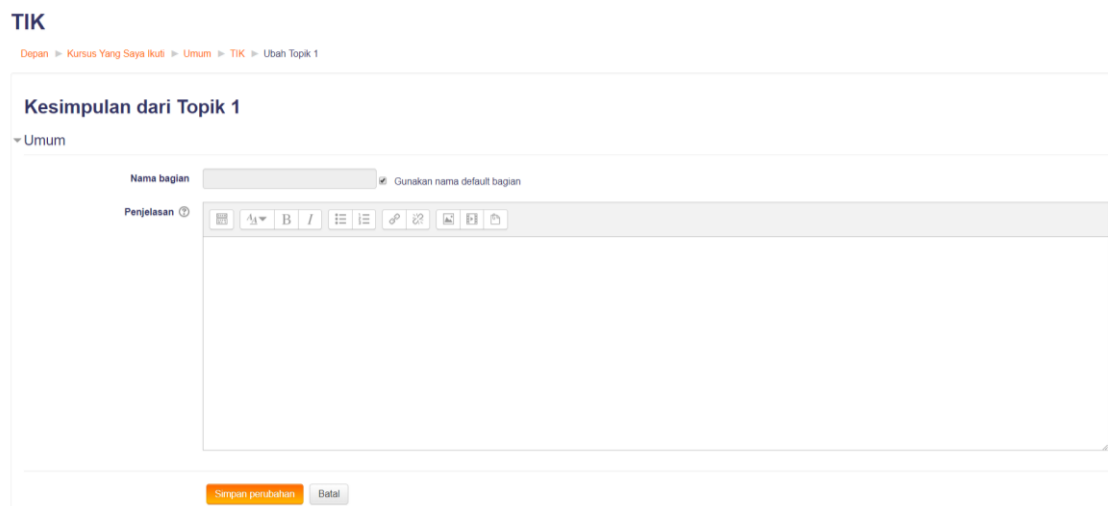 TIK
Depan ► Kursus Yang Saya Ikuti ► Umum ► TIK ► Ubah Topik 1
Kesimpulan dari Topik 1
Umum
Nama bagian
Gunakan nama default bagian
Penjelasan
B I
Simpan perubahan Batal